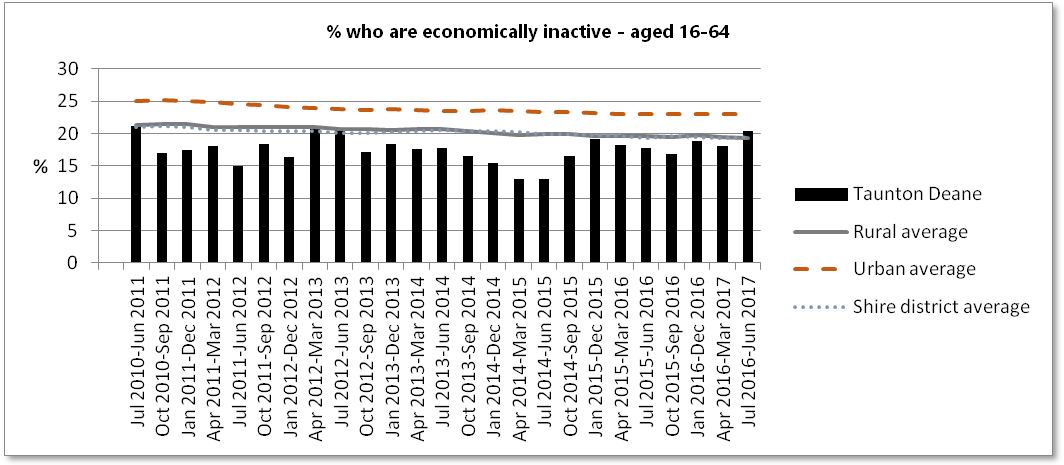 % who are economically inactive - aged 16-64
30
25
20
15
10
5
0
%
Jul 2010-Jun 2011
Oct 2010-Sep 2011
Jan 2011-Dec 2011
Apr 2011-Mar 2012
Jul 2011-Jun 2012
Oct 2011-Sep 2012
Jan 2012-Dec 2012
Apr 2012-Mar 2013
Jul 2012-Jun 2013
Oct 2012-Sep 2013
Jan 2013-Dec 2013
Apr 2013-Mar 2014
Jul 2013-Jun 2014
Oct 2013-Sep 2014
Jan 2014-Dec 2014
Apr 2014-Mar 2015
Jul 2014-Jun 2015
Oct 2014-Sep 2015
Jan 2015-Dec 2015
Apr 2015-Mar 2016
Jul 2015-Jun 2016
Oct 2015-Sep 2016
Jan 2016-Dec 2016
Apr 2016-Mar 2017
Jul 2016-Jun 2017
Taunton Deane
Rural average
Urban average
Shire district average